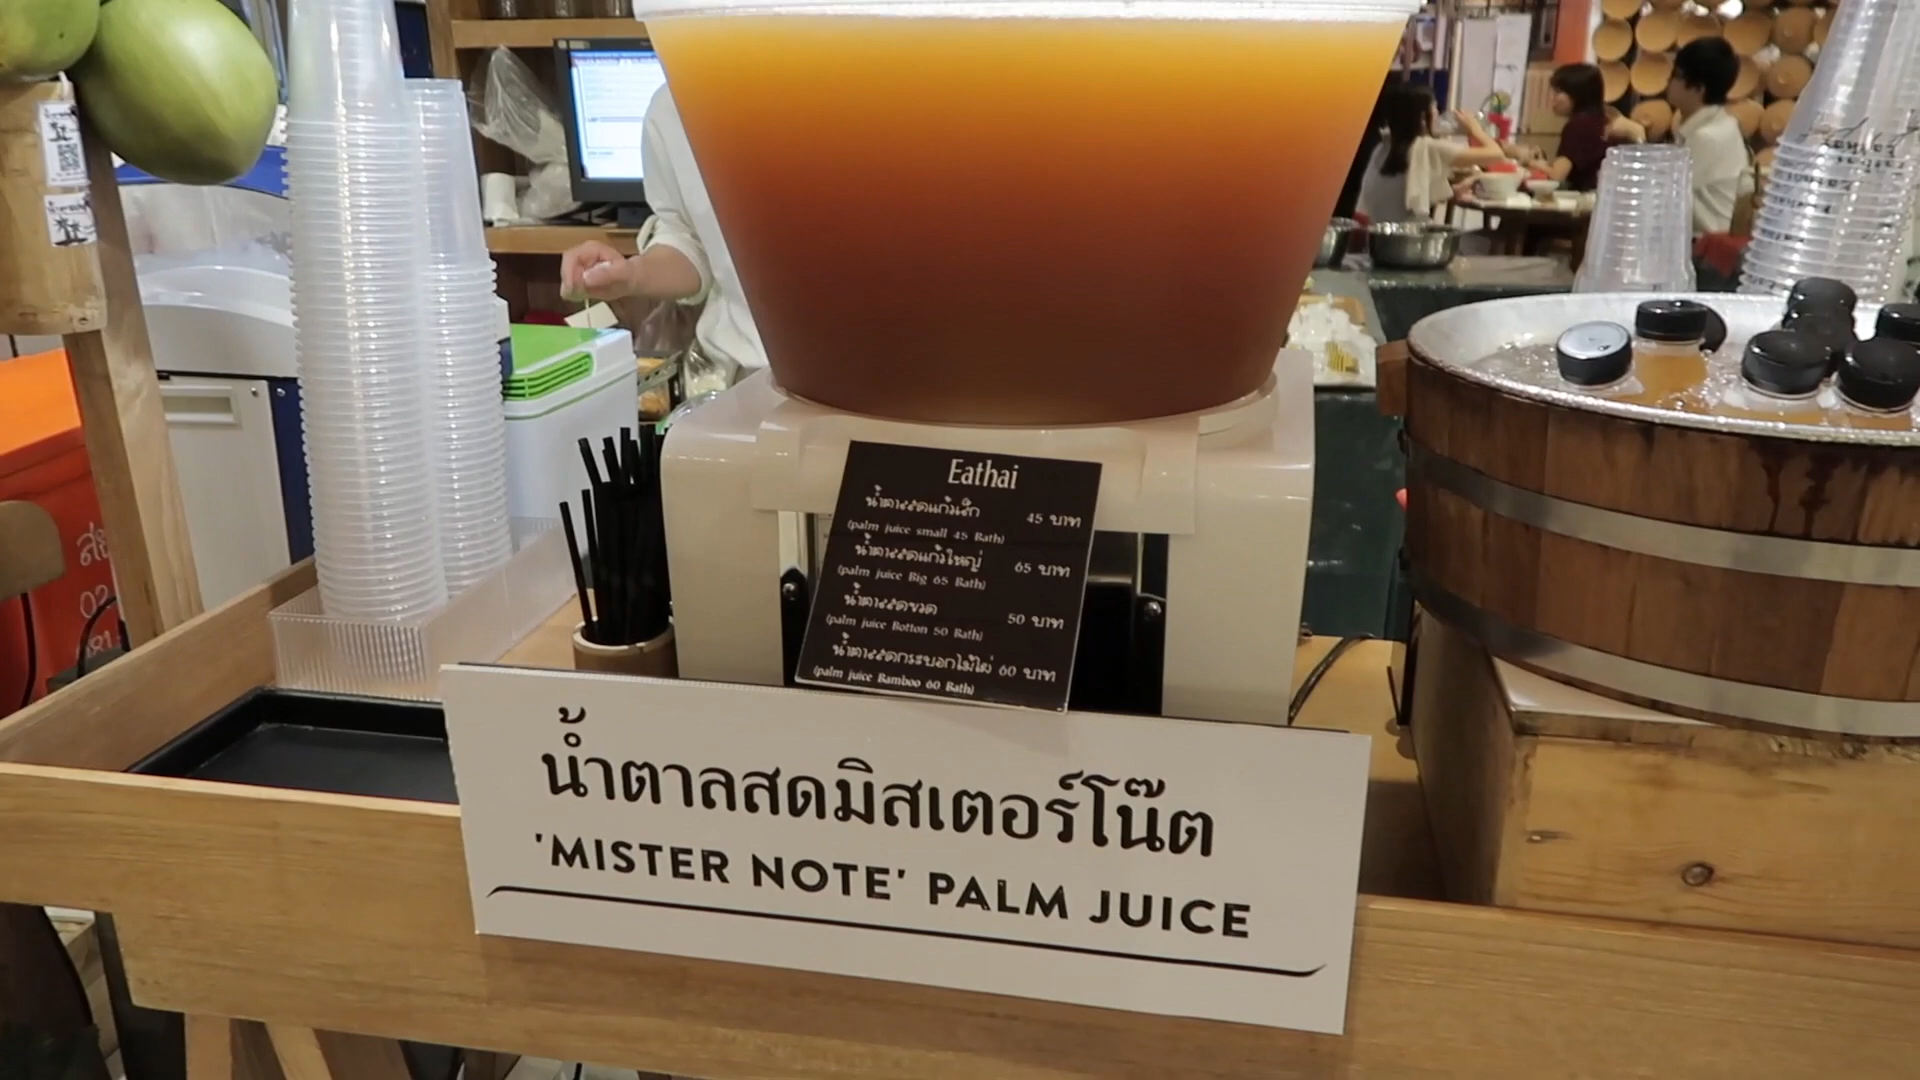 Eathai
น้ำตาลสดแก้วเล็ก 45 บาท
(palm juice small 45 Bath)
น้ำตาลสดแก้วใหญ่ 65 บาท
(palm juice Big 65 Bath)
น้ำตาลสดขวด 50 บาท
(palm juice Botton 50 Bath)
น้ำตาลสดกระบอกไม้ไผ่ 60 บาท
(palm juice Bamboo 60 Bath)
น้ำตาลสดมิสเตอร์โน๊ต
'MISTER NOTE' PALM JUICE